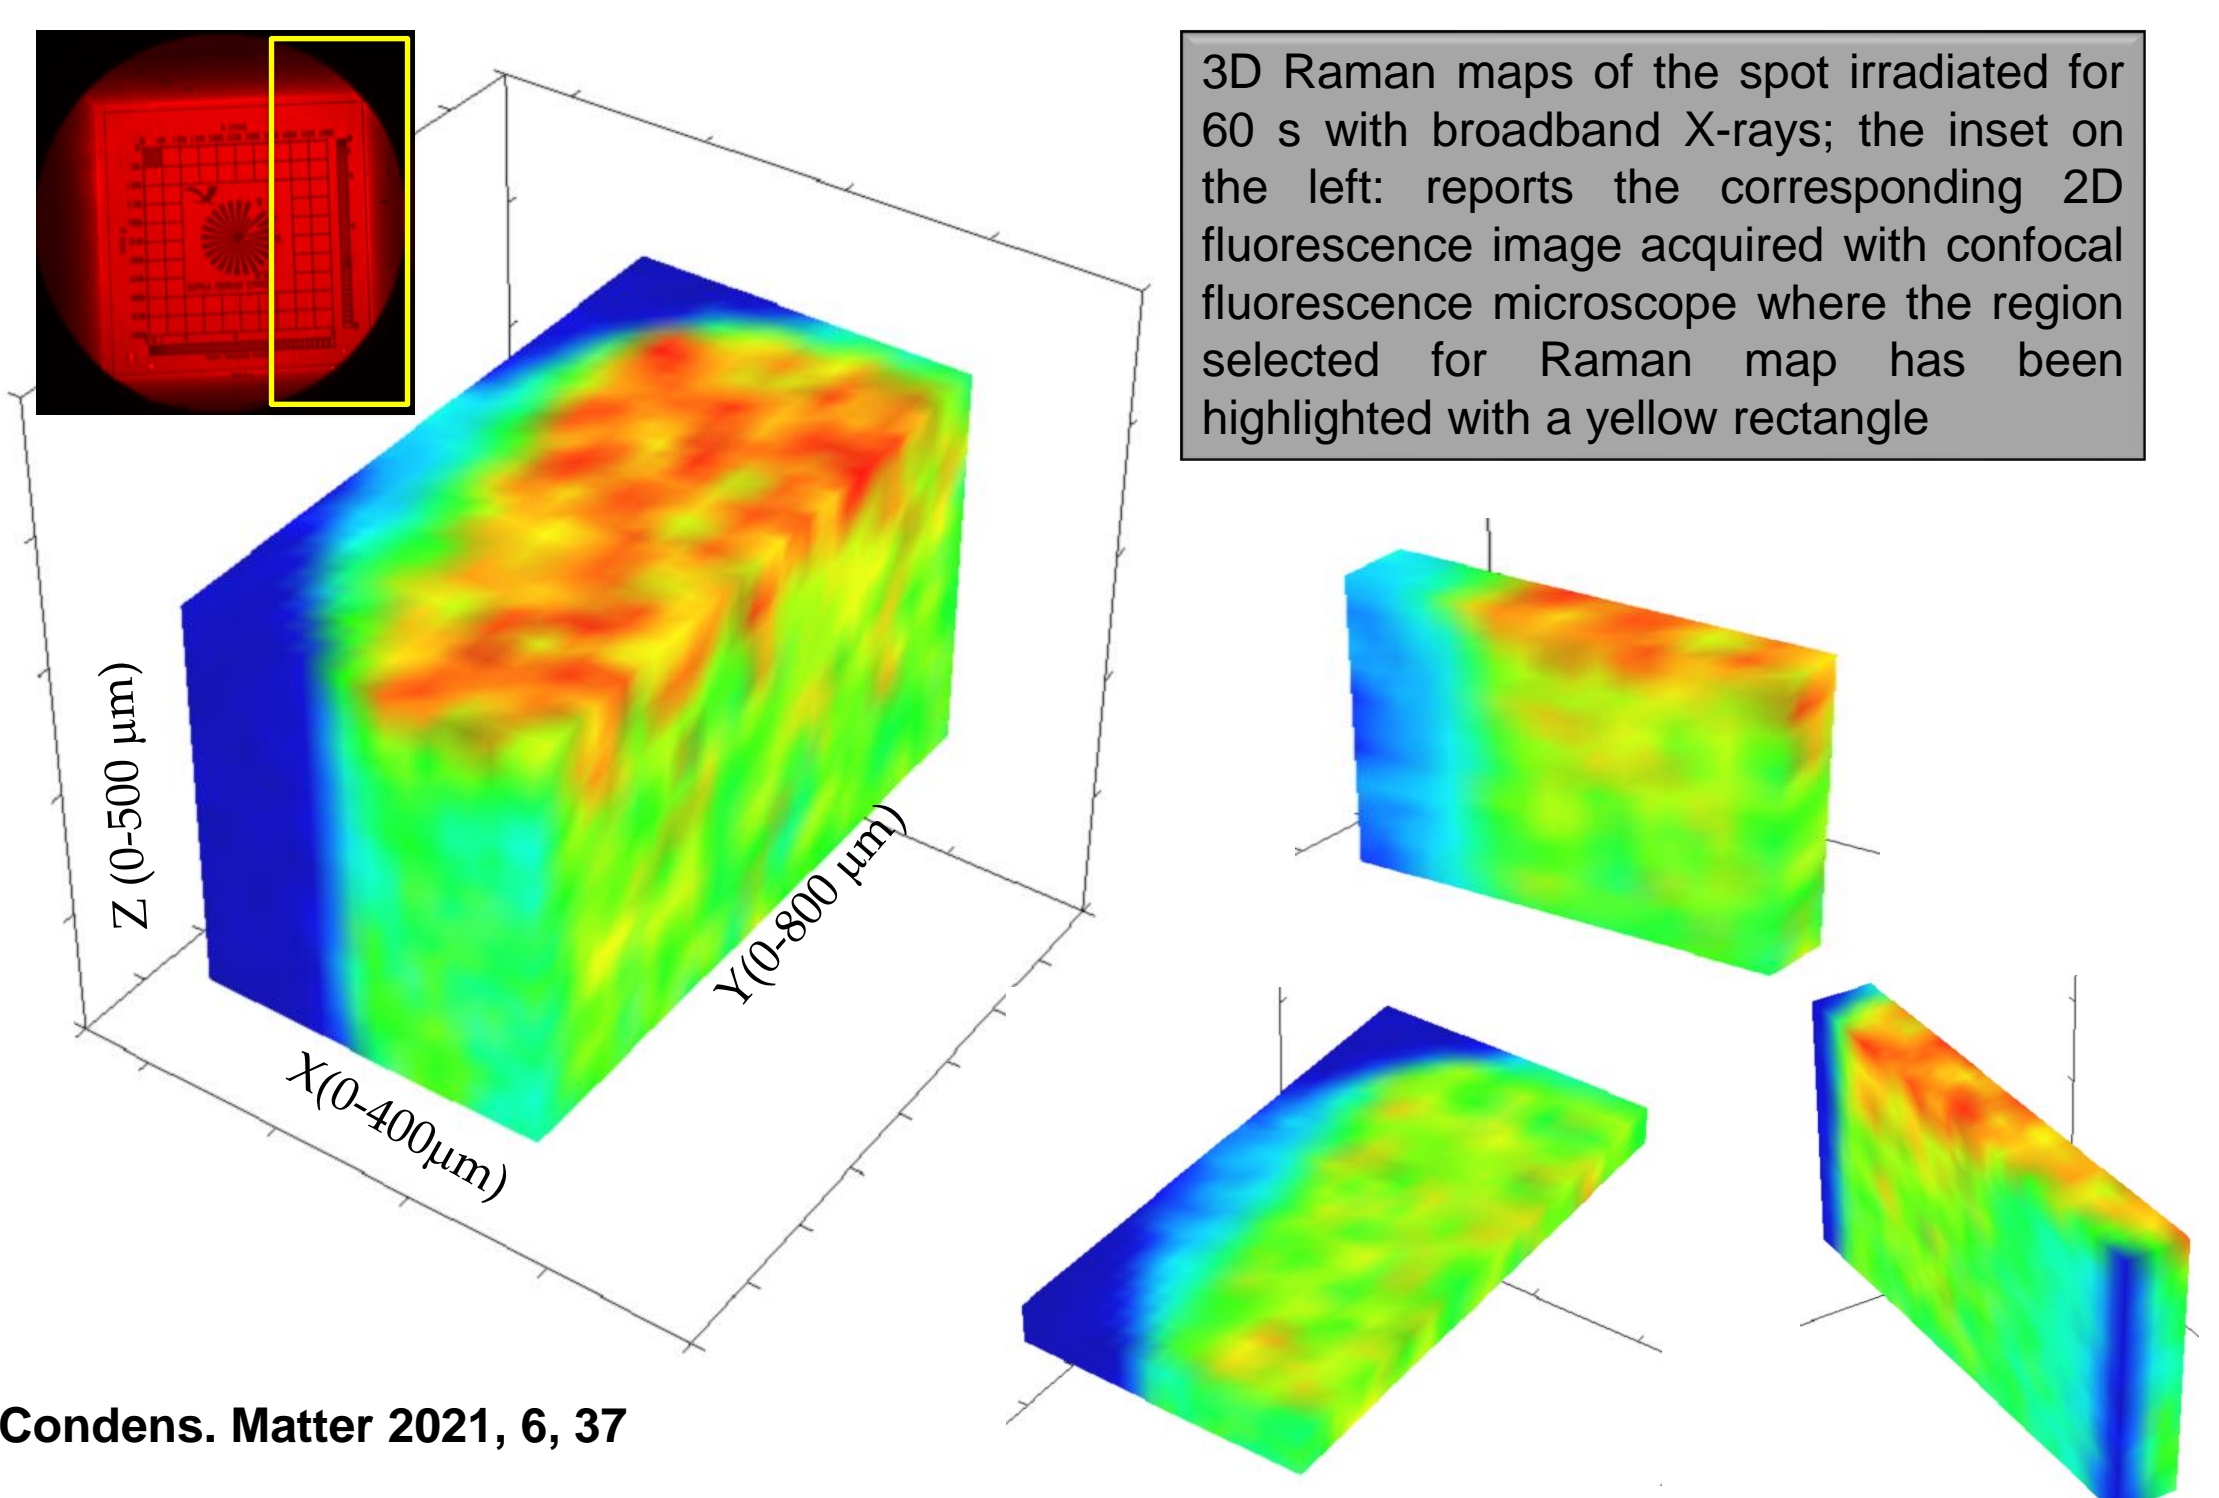 3D Raman maps of the spot irradiated for
60 s with broadband X-rays; the inset on
the left: reports the corresponding 2D
fluorescence image acquired with confocal
fluorescence microscope where the region
selected for Raman map has been
highlighted with a yellow rectangle
Z (0-500 μm)
Y(0-800 μm)
X(0-400μm)
Condens. Matter 2021, 6, 37